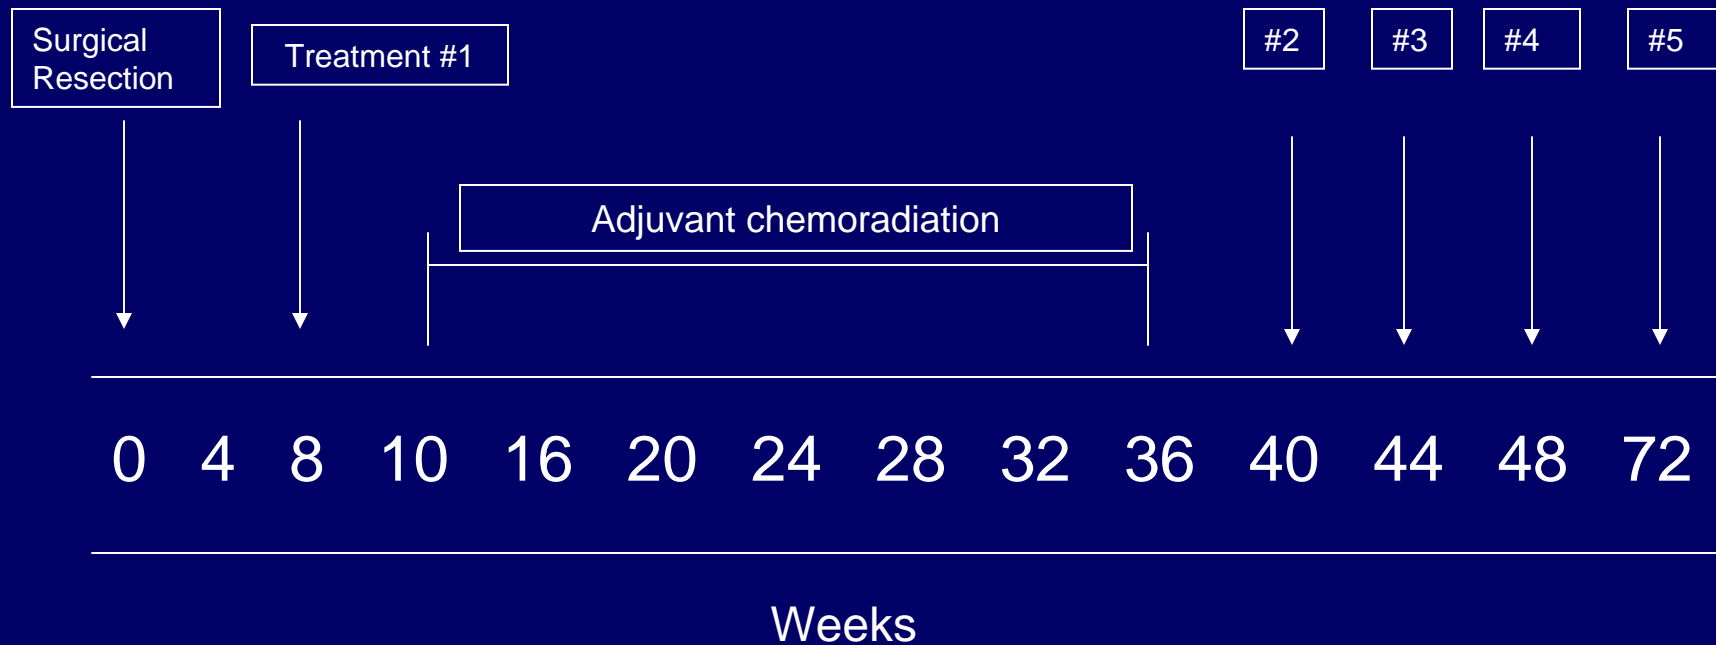 Surgical
Resection
Treatment #1
#2 #3 #4 #5
Adjuvant chemoradiation
0 4 8 10 16 20 24 28 32 36 40 44 48 72
Weeks